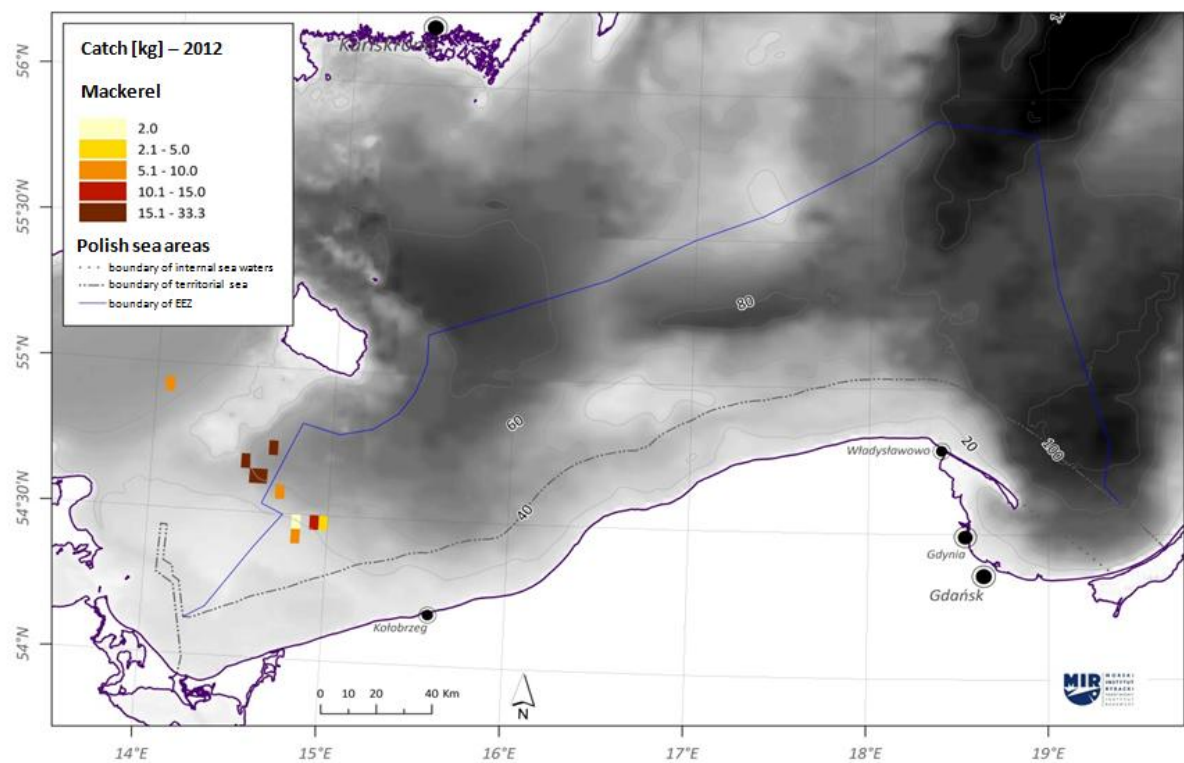 Catch [kg] – 2012
Mackerel
2.0
2.1 - 5.0
5.1 - 10.0
10.1 - 15.0
15.1 - 33.3
Polish sea areas
boundary of internal sea waters
boundary of territorial sea
boundary of EEZ
56°N
55°30'N
55°N
54°30'N
54°N
80
60
40
20
100
Władysławowo
Gdynia
Gdańsk
Kołobrzeg
0 10 20 40 Km
N
MIR
MORSKI
INSTYTUT
RYBACKI
14°E 15°E 16°E 17°E 18°E 19°E